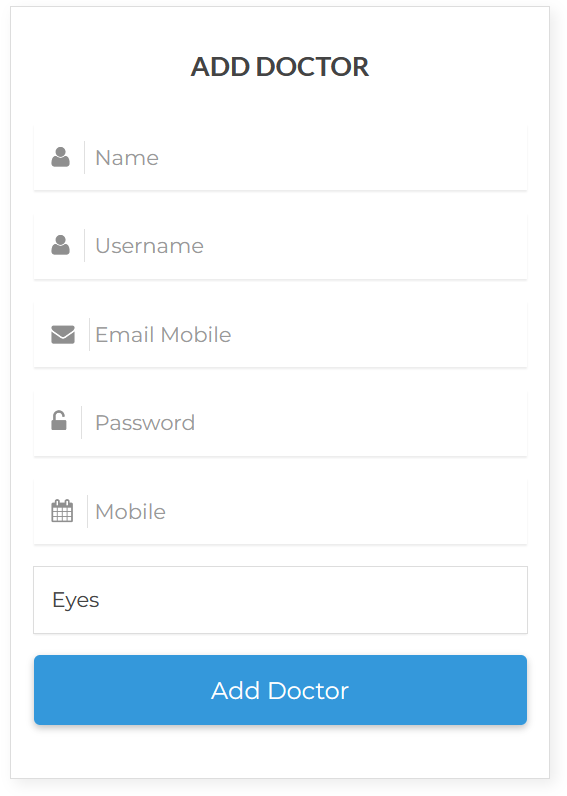 ADD DOCTOR
Name
Username
Email Mobile
Password
Mobile
Eyes
Add Doctor